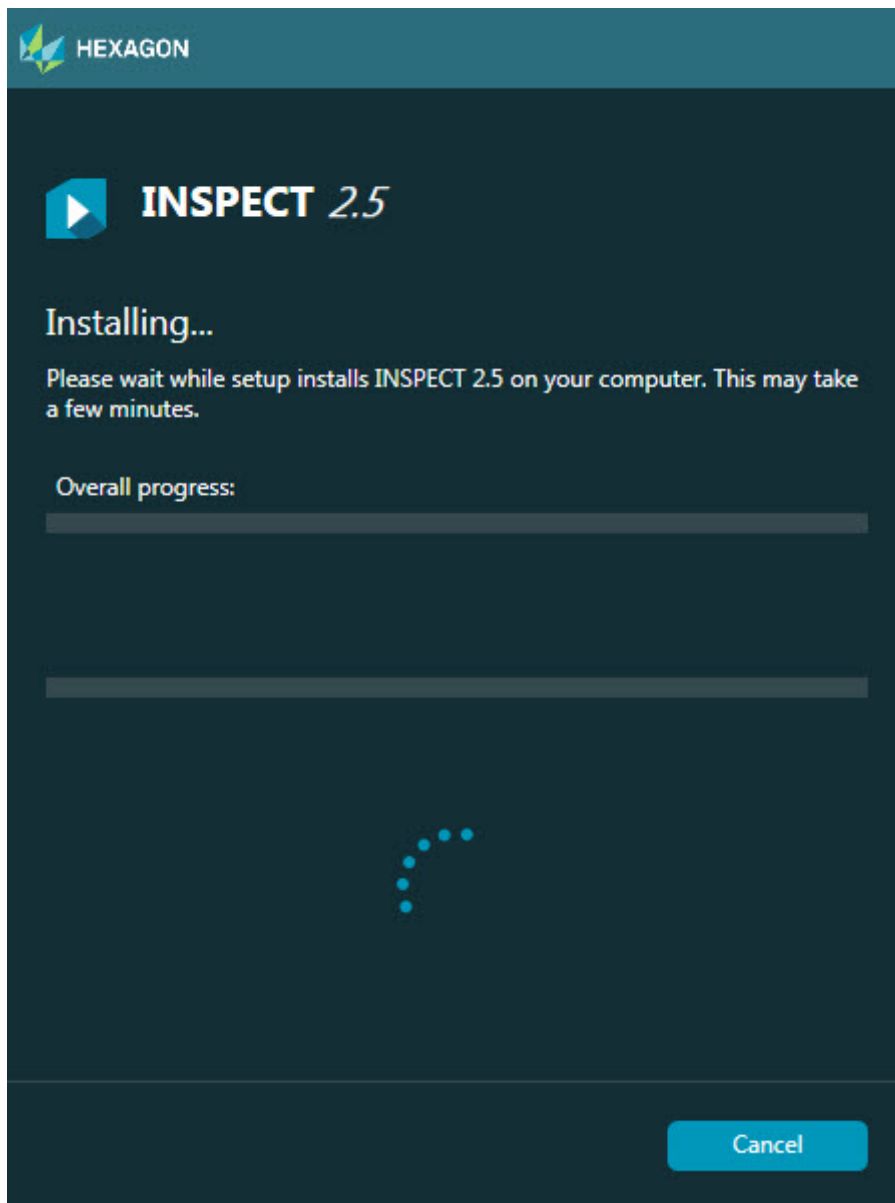 HEXAGON
INSPECT 2.5
Installing...
Please wait while setup installs INSPECT 2.5 on your computer. This may take
a few minutes.
Overall progress:
Cancel